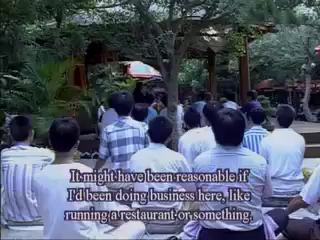 It might have been reasonable if
I'd been doing business here, like
running a restaurant or something,